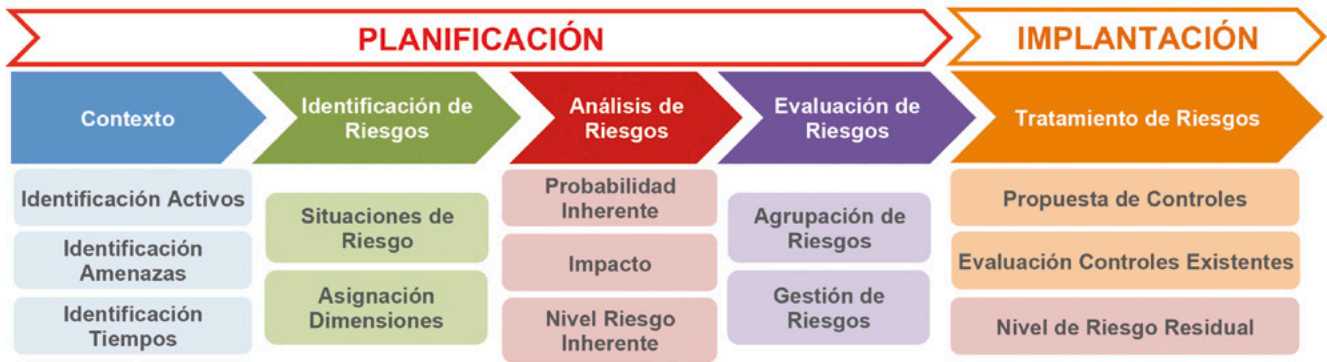 PLANIFICACIÓN
IMPLANTACIÓN
Contexto
Identificación de
Riesgos
Análisis de
Riesgos
Evaluación de
Riesgos
Tratamiento de Riesgos
Identificación Activos
Identificación
Amenazas
Identificación
Tiempos
Situaciones de
Riesgo
Asignación
Dimensiones
Probabilidad
Inherente
Impacto
Nivel Riesgo
Inherente
Agrupación de
Riesgos
Gestión de
Riesgos
Propuesta de Controles
Evaluación Controles Existentes
Nivel de Riesgo Residual